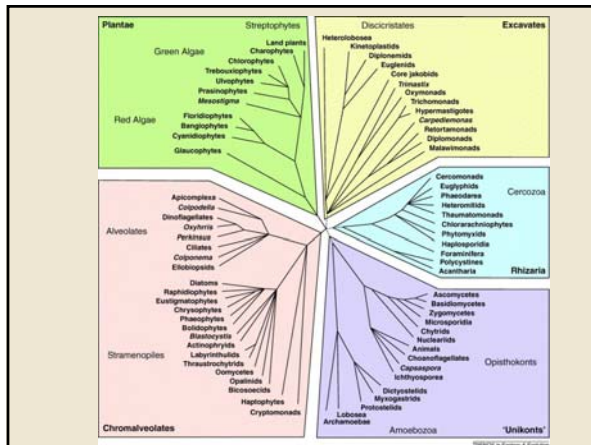 Plantae
Streptophytes
Land plants
Charophytes
Green Algae
Chlorophytes
Trebouxiophytes
Ulvophytes
Prasinophytes
Mesostigma
Red Algae
Floridiophytes
Bangiophytes
Cyanidiophytes
Glaucophytes
Discicristates
Excavates
Heterolobosea
Kinetoplastids
Diplonemids
Euglenids
Core jakobids
Trimastix
Oxymonads
Trichomonads
Hypermastigotes
Carpediemonas
Retortamonads
Diplomonads
Malawimonads
Cercomonads
Euglyphids
Cercozoa
Phaeodarea
Heteromitids
Thaumatomonads
Chlorarachniophytes
Phytomyxids
Haplosporidia
Foraminifera
Polycystines
Acantharia
Rhizaria
Apicomplexa
Colpodella
Dinoflagellates
Alveolates
Oxyhrris
Perkinsus
Ciliates
Colponema
Ellobiopsids
Diatoms
Raphidiophytes
Eustigmatophytes
Chrysophytes
Phaeophytes
Bolidophytes
Blastocystis
Actinophryids
Stramenopiles
Labyrinthulids
Thraustrochytrids
Oomycetes
Opalinids
Bicosoecids
Haptophytes
Cryptomonads
Chromalveolates
Ascomycetes
Basidiomycetes
Zygomycetes
Microsporidia
Chytrids
Nucleariids
Animals
Opisthokonts
Choanoflagellates
Capsaspora
Ichthyosporea
Dictyostelids
Myxogastrids
Protostelids
Lobosea
Archamoebae
Amoebozoa
'Unikonts'